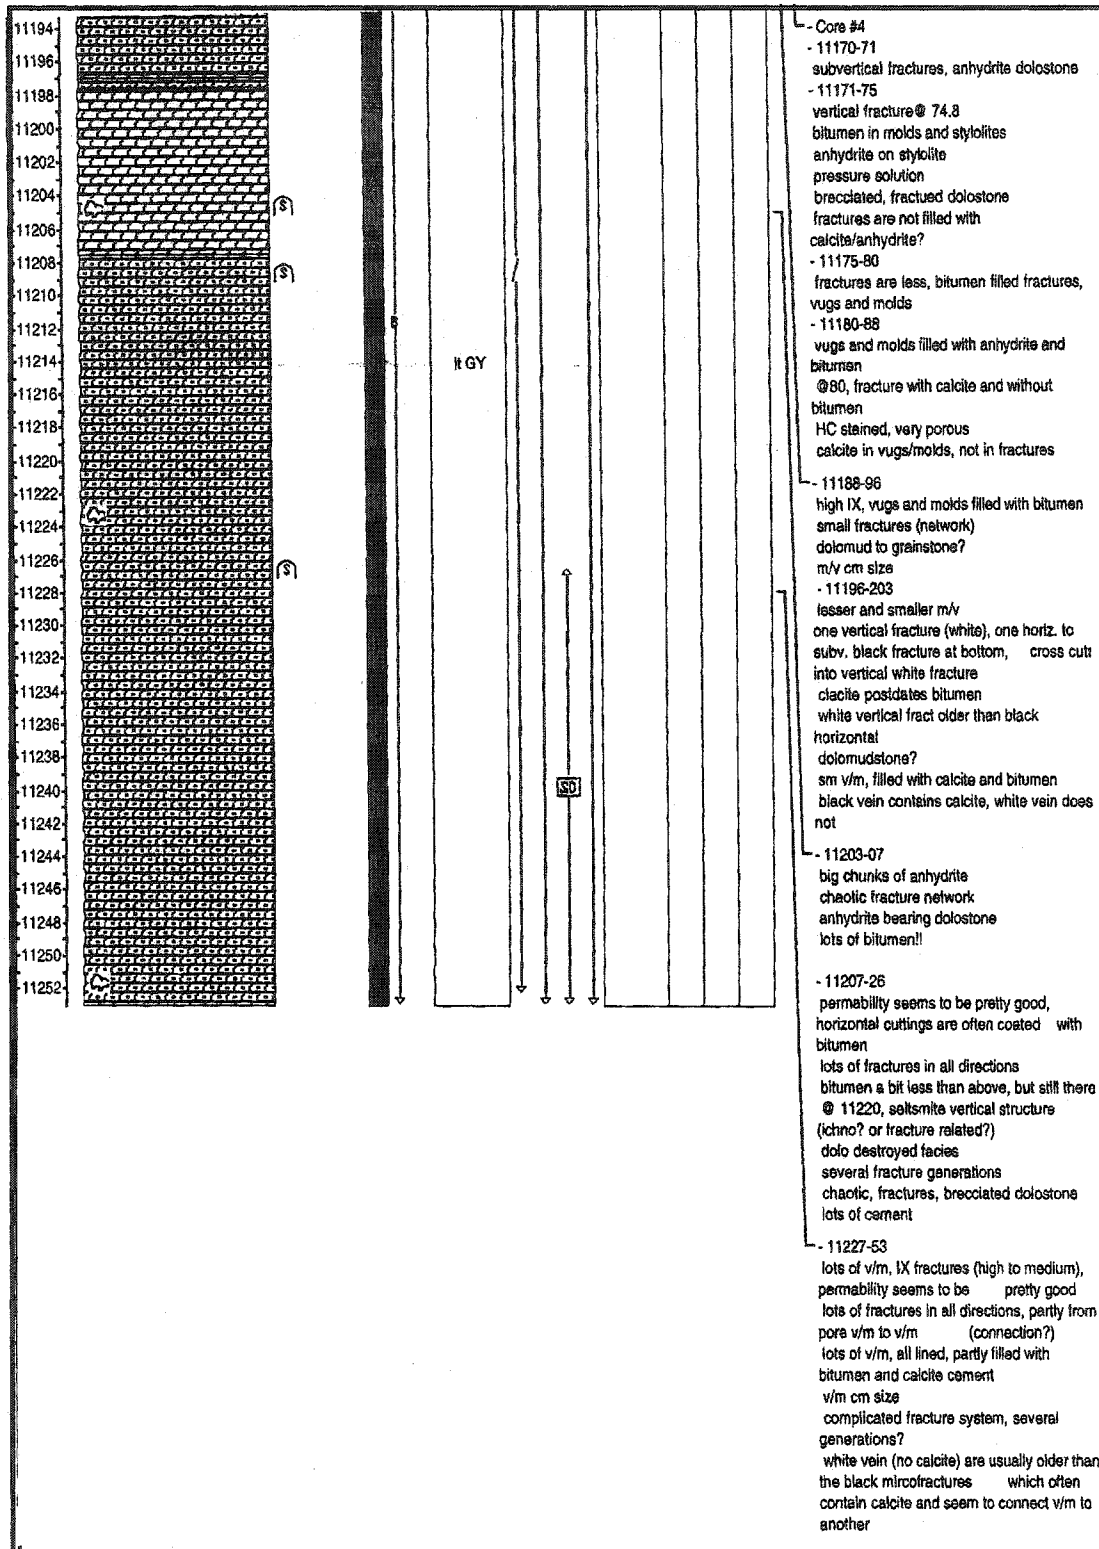 11194
11196
11198
11200
11202
11204
11206
11208
11210
11212
11214
11216
11218
11220
11222
11224
11226
11228
11230
11232
11234
11236
11238
11240
11242
11244
11246
11248
11250
11252
S
S
S
B
lt GY
SO
- Core #4
- 11170-71
subvertical fractures, anhydrite dolostone
- 11171-75
vertical fracture@ 74.8
bitumen in molds and stylolites
anhydrite on stylolite
pressure solution
brecciated, fractued dolostone
fractures are not filled with
calcite/anhydrite?
- 11175-80
fractures are less, bitumen filled fractures,
vugs and molds
- 11180-88
vugs and molds filled with anhydrite and
bitumen
@80, fracture with calcite and without
bitumen
HC stained, very porous
calcite in vugs/molds, not in fractures
- 11188-96
high IX, vugs and molds filled with bitumen
small fractures (network)
dolomud to grainstone?
m/v cm size
- 11196-203
lesser and smaller m/v
one vertical fracture (white), one horiz. to
subv. black fracture at bottom, cross cuts
into vertical white fracture
clacite postdates bitumen
white vertical fract older than black
horizontal
dolomudstone?
sm v/m, filled with calcite and bitumen
black vein contains calcite, white vein does
not
- 11203-07
big chunks of anhydrite
chaotic fracture network
anhydrite bearing dolostone
lots of bitumen!!
- 11207-26
permability seems to be pretty good,
horizontal cuttings are often coated with
bitumen
lots of fractures in all directions
bitumen a bit less than above, but still there
@ 11220, seltsmite vertical structure
(ichno? or fracture related?)
dolo destroyed facies
several fracture generations
chaotic, fractures, brecciated dolostone
lots of cement
- 11227-53
lots of v/m, IX fractures (high to medium),
permability seems to be pretty good
lots of fractures in all directions, partly from
pore v/m to v/m (connection?)
lots of v/m, all lined, partly filled with
bitumen and calcite cement
v/m cm size
complicated fracture system, several
generations?
white vein (no calcite) are usually older than
the black mircofractures which often
contain calcite and seem to connect v/m to
another